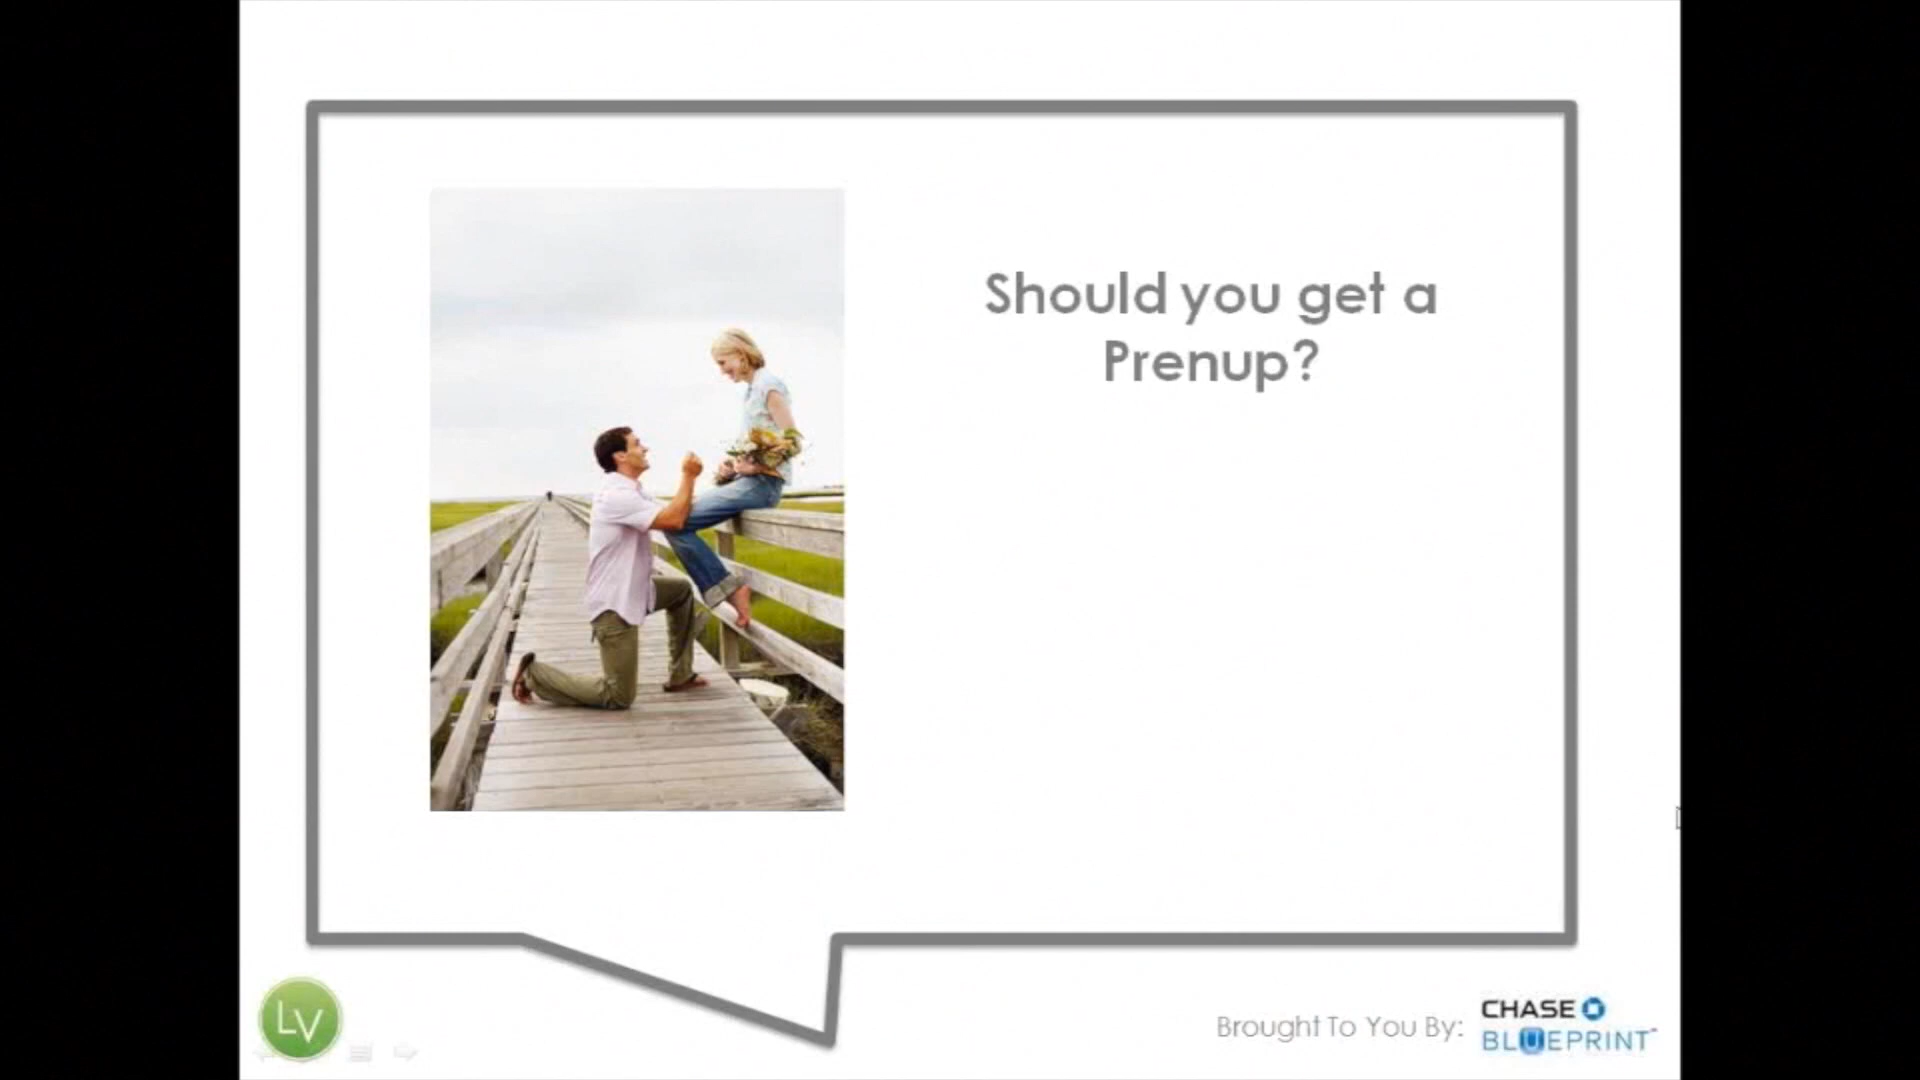 Should you get a
Prenup?
LV
Brought To You By:
CHASE
BLUEPRINT